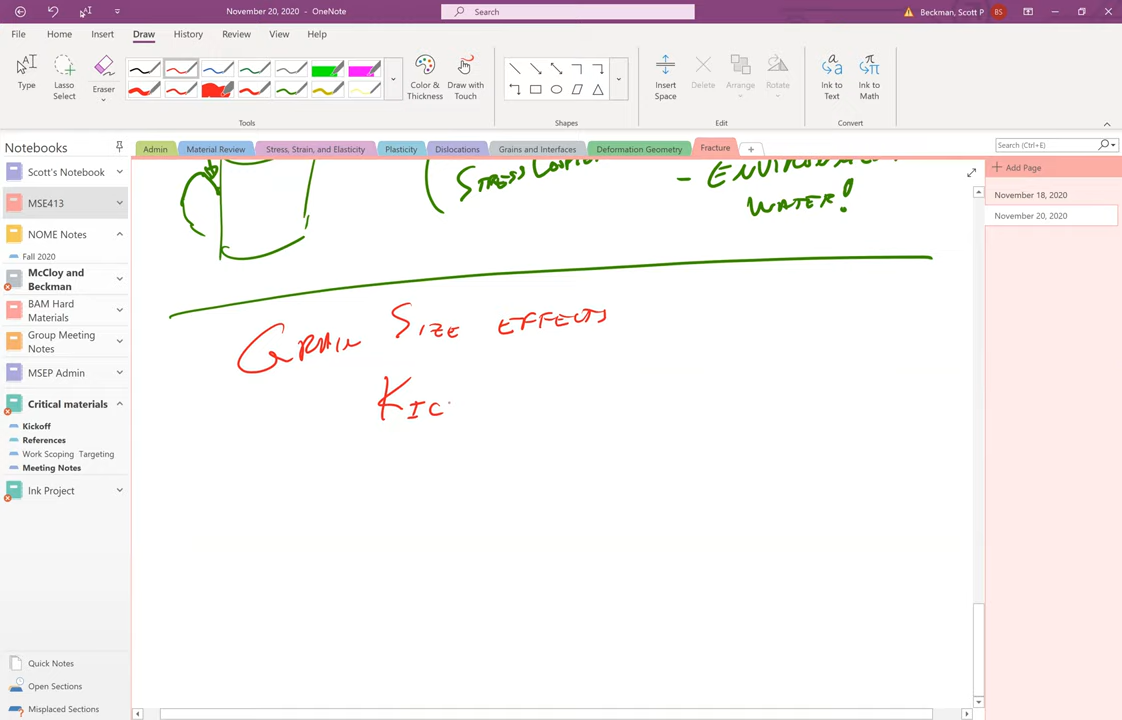 November 20, 2020 - OneNote
Search
Beckman, Scott P
BS
File Home Insert Draw History Review View Help
Type
Lasso Select
Eraser
Color & Thickness
Draw with Touch
Insert Space
Delete
Arrange
Rotate
Ink to Text
Ink to Math
Tools
Shapes
Edit
Convert
Notebooks
Admin
Material Review
Stress, Strain, and Elasticity
Plasticity
Dislocations
Grains and Interfaces
Deformation Geometry
Fracture
Search (Ctrl+E)
Scott's Notebook
MSE413
NOME Notes
Fall 2020
McCloy and Beckman
BAM Hard Materials
Group Meeting Notes
MSEP Admin
Critical materials
Kickoff
References
Work Scoping Targeting
Meeting Notes
Ink Project
Quick Notes
Open Sections
Misplaced Sections
STRESS
-
WATER!
GRAIN SIZE EFFECTS
KIC
Add Page
November 18, 2020
November 20, 2020